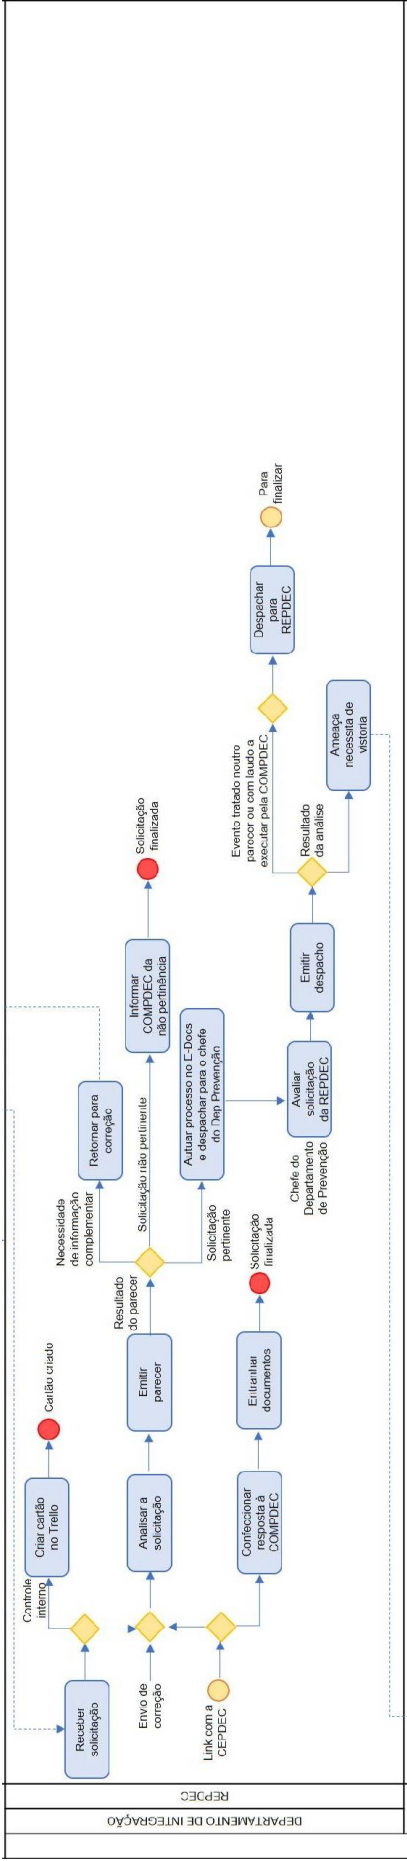 DEPARTAMENTO DE INTEGRAÇÃO
REPDEC
Receber
solicitação
Controle
interno
Criar cartão
no Trello
Cartão criado
Envio de
correção
Analisar a
solicitação
Emitir
parecer
Resultado
do parecer
Necessidade
de informação
complementar
Retornar para
correção
Solicitação não pertinente
Informar
COMPDEC da
não pertinência
Solicitação
finalizada
Solicitação
pertinente
Autuar processo no E-Docs
e despachar para o chefe
do Dep Prevenção
Link com a
CEPDEC
Confeccionar
resposta à
COMPDEC
Entranhar
documentos
Solicitação
finalizada
Chefe do
Departamento
de Prevenção
Avaliar
solicitação
da REPDEC
Emitir
despacho
Resultado
da análise
Evento tratado noutro
parecer ou com laudo a
executar pela COMPDEC
Despachar
para
REPDEC
Para
finalizar
Ameaça
necessita de
vistoria